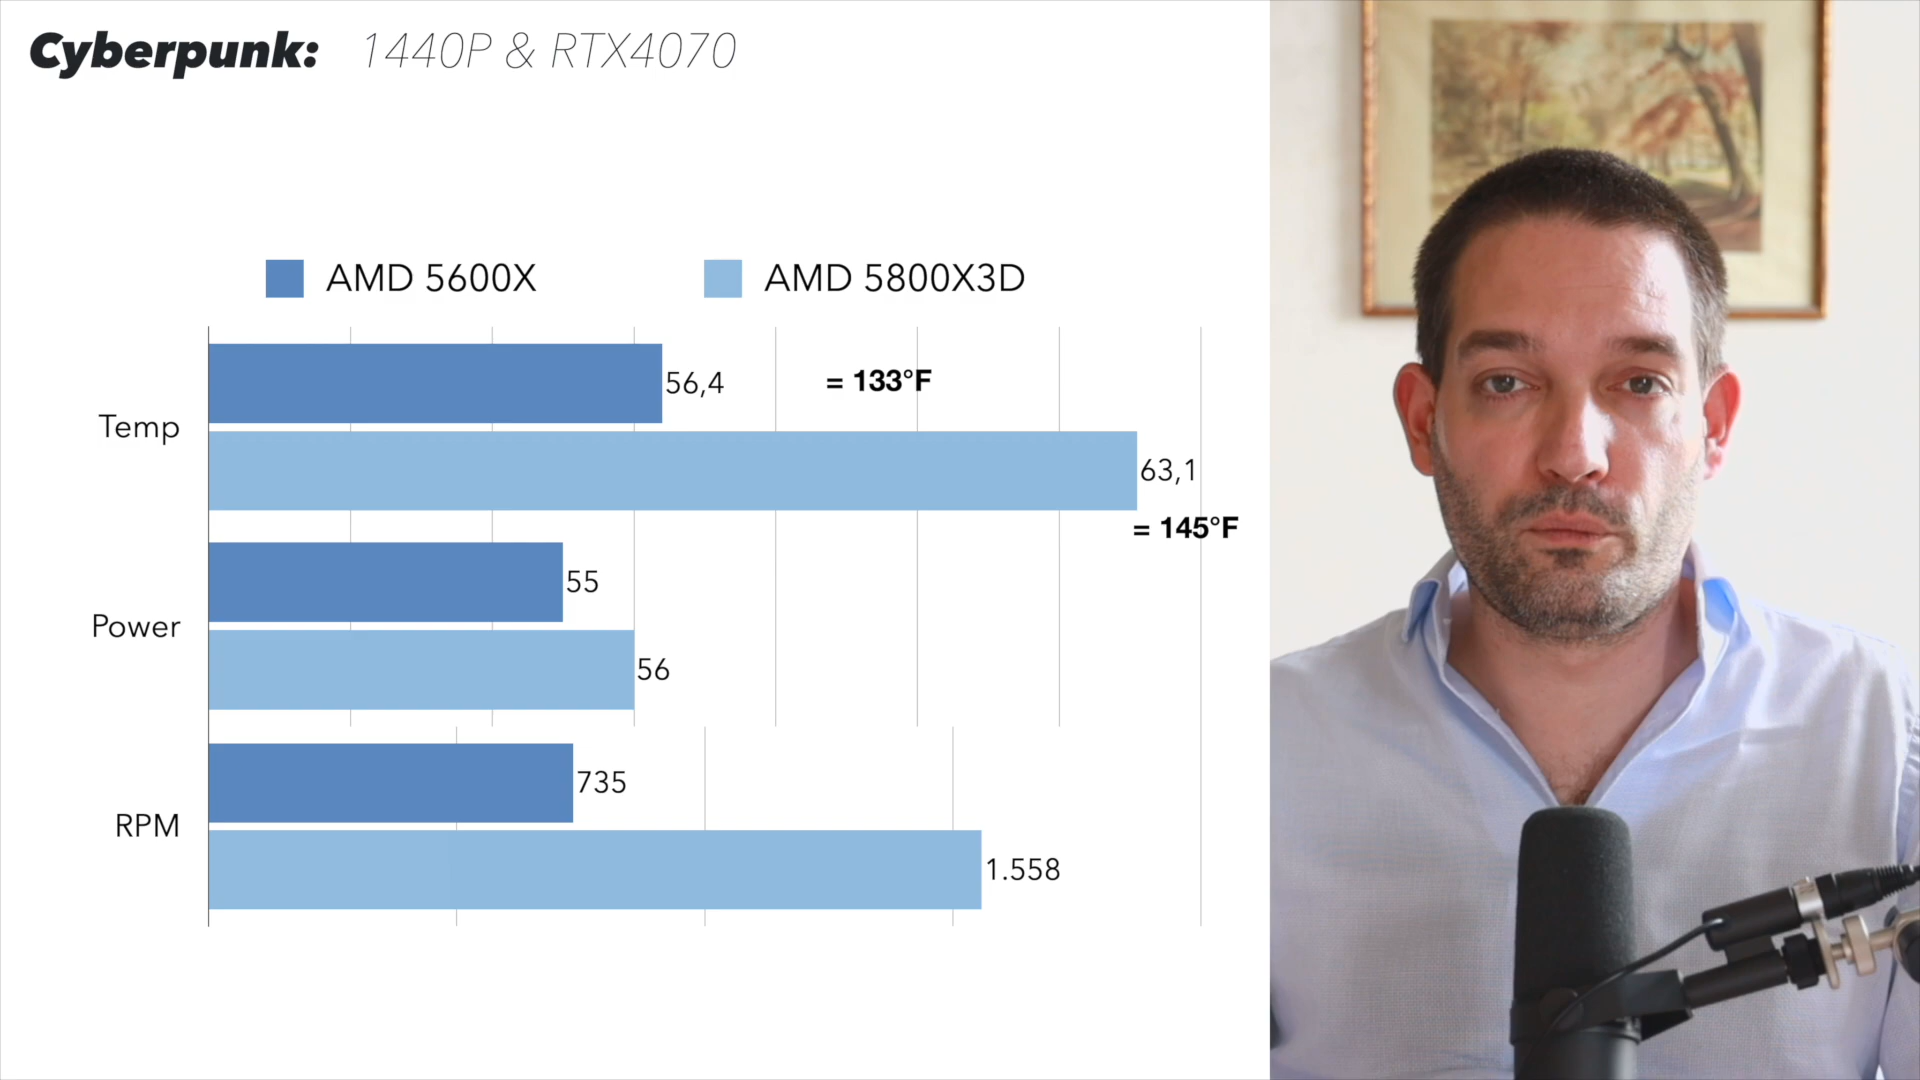 Cyberpunk: 1440P & RTX4070
AMD 5600X AMD 5800X3D
56,4 = 133°F
Temp
63,1
= 145°F
55
Power
56
735
RPM
1.558